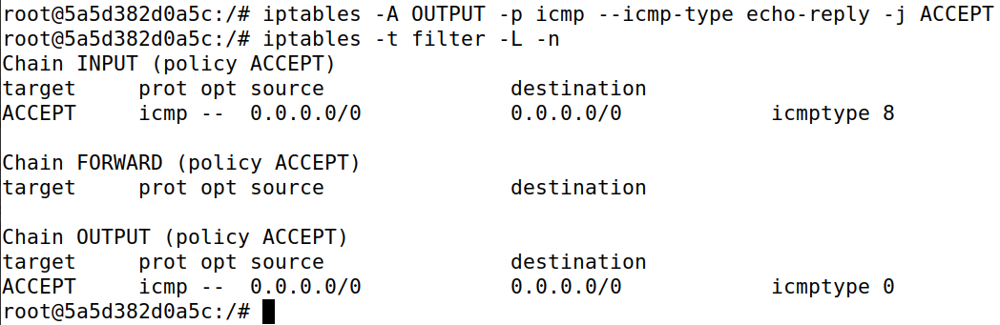 root@5a5d382d0a5c:/# iptables -A OUTPUT -p icmp --icmp-type echo-reply -j ACCEPT
root@5a5d382d0a5c:/# iptables -t filter -L -n
Chain INPUT (policy ACCEPT)
target     prot opt source               destination
ACCEPT     icmp --  0.0.0.0/0            0.0.0.0/0            icmptype 8

Chain FORWARD (policy ACCEPT)
target     prot opt source               destination

Chain OUTPUT (policy ACCEPT)
target     prot opt source               destination
ACCEPT     icmp --  0.0.0.0/0            0.0.0.0/0            icmptype 0
root@5a5d382d0a5c:/#